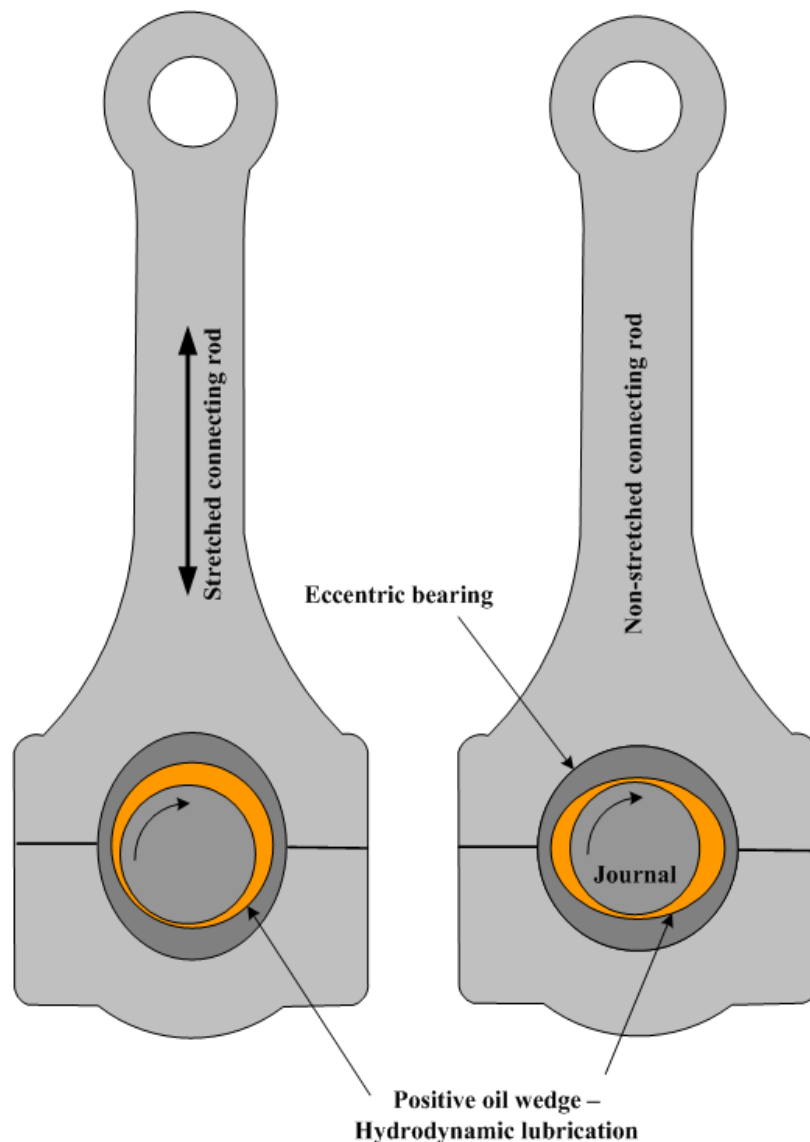 Stretched connecting rod
Non-stretched connecting rod
Eccentric bearing
Journal
Positive oil wedge –
Hydrodynamic lubrication